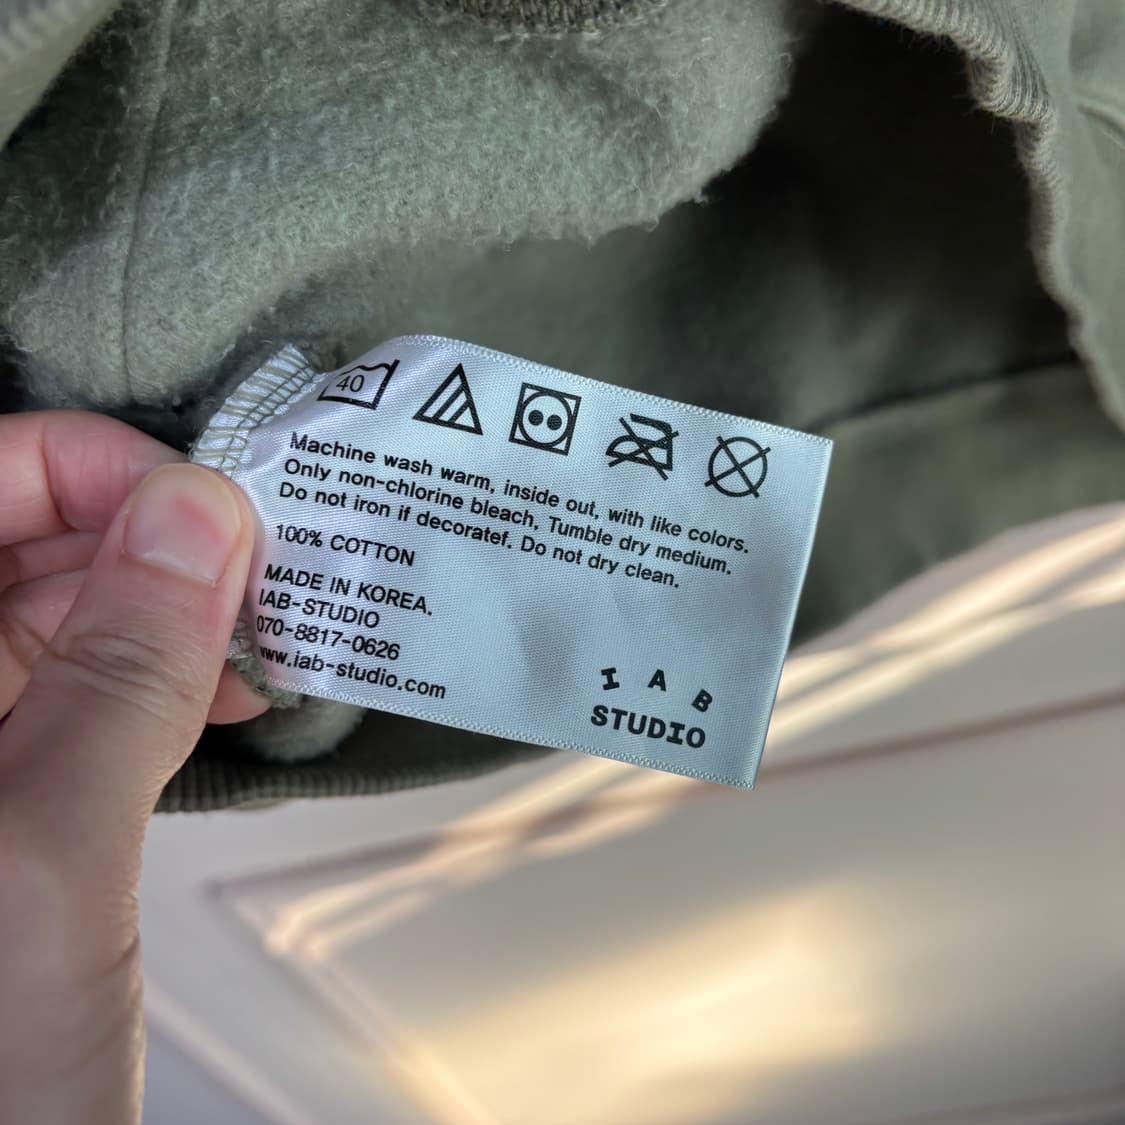 40
Machine wash warm, inside out, with like colors.
Only non-chlorine bleach, Tumble dry medium.
Do not iron if decoratef. Do not dry clean.
100% COTTON
MADE IN KOREA.
IAB-STUDIO
070-8817-0626
www.iab-studio.com
I A B
STUDIO